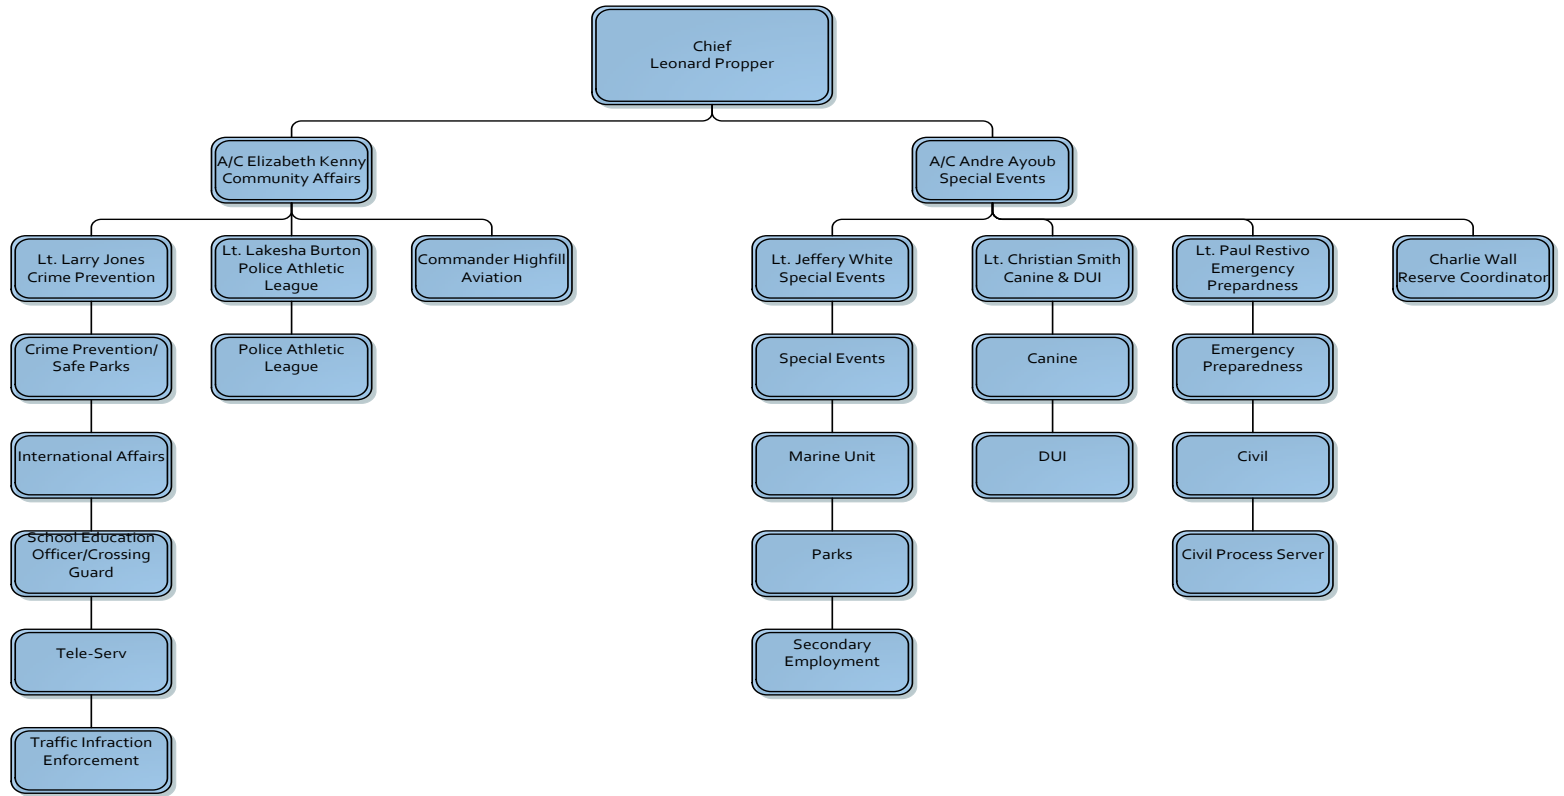 Chief
Leonard Propper
A/C Elizabeth Kenny
Community Affairs
A/C Andre Ayoub
Special Events
Lt. Larry Jones
Crime Prevention
Lt. Lakesha Burton
Police Athletic
League
Commander Highfill
Aviation
Lt. Jeffery White
Special Events
Lt. Christian Smith
Canine & DUI
Lt. Paul Restivo
Emergency
Prepardness
Charlie Wall
Reserve Coordinator
Crime Prevention/
Safe Parks
Police Athletic
League
Special Events
Canine
Emergency
Preparedness
International Affairs
Marine Unit
DUI
Civil
School Education
Officer/Crossing
Guard
Parks
Civil Process Server
Tele-Serv
Secondary
Employment
Traffic Infraction
Enforcement